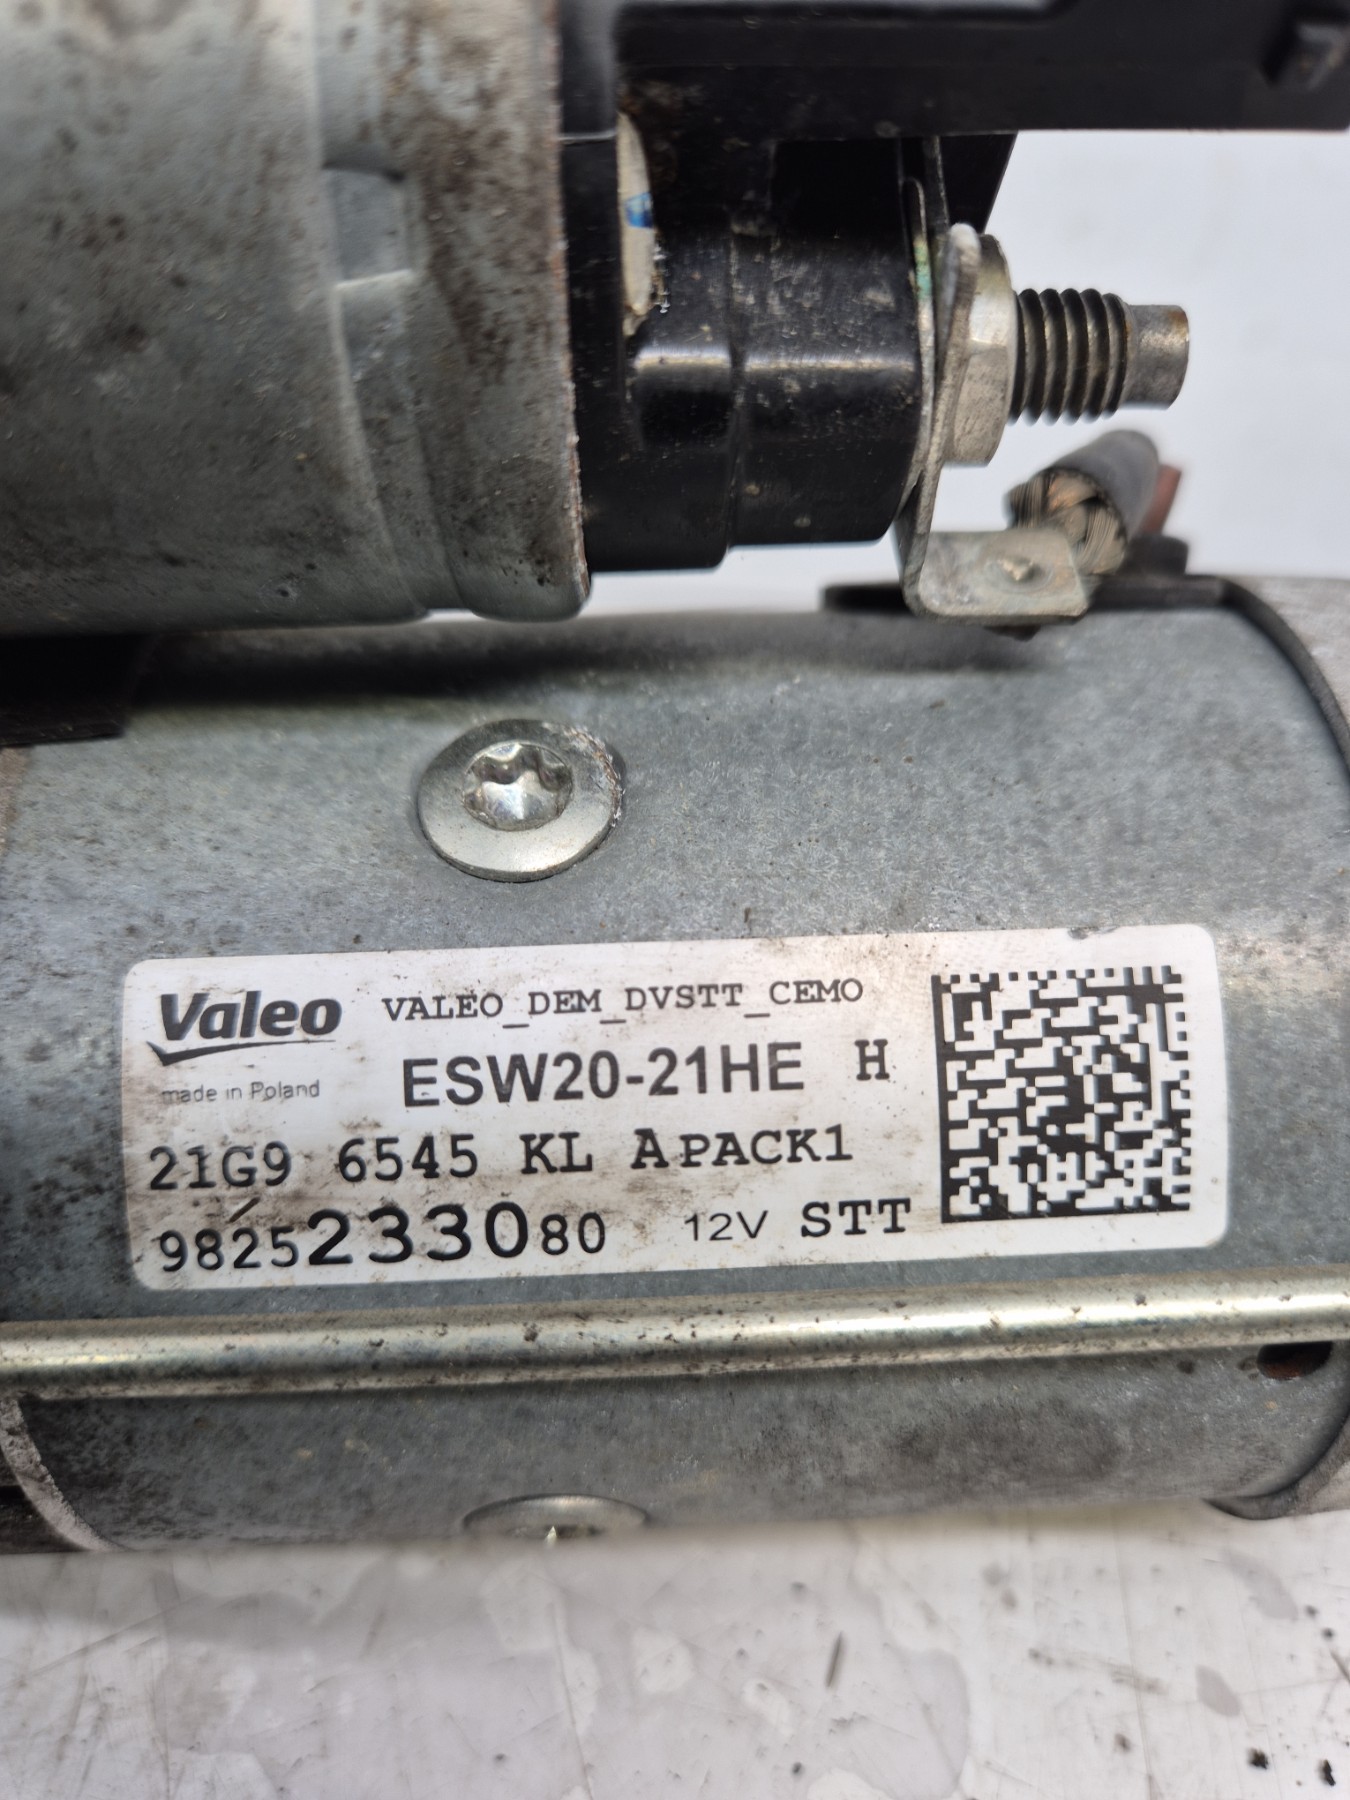 Valeo VALEO_DEM_DVSTT_CEMO
made in Poland ESW20-21HE H
21G9 6545 KL APACK1
9825233080 12V STT